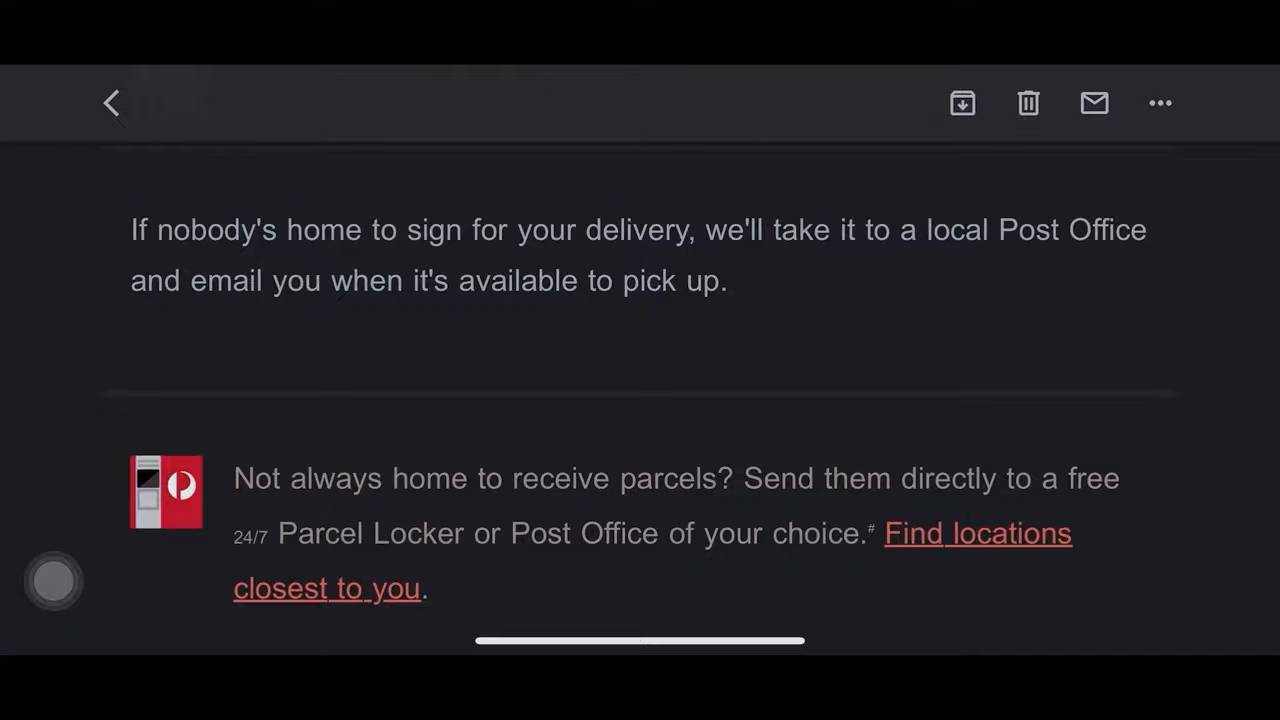 If nobody's home to sign for your delivery, we'll take it to a local Post Office
and email you when it's available to pick up.
Not always home to receive parcels? Send them directly to a free
24/7 Parcel Locker or Post Office of your choice.# Find locations
closest to you.